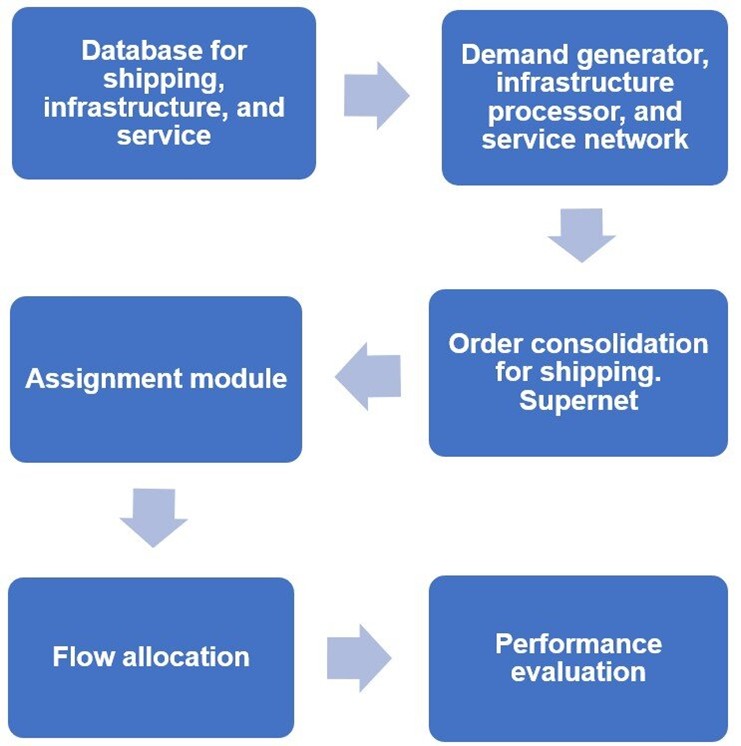 Database for
shipping,
infrastructure, and
service
Demand generator,
infrastructure
processor, and
service network
Order consolidation
for shipping.
Supernet
Assignment module
Flow allocation
Performance
evaluation